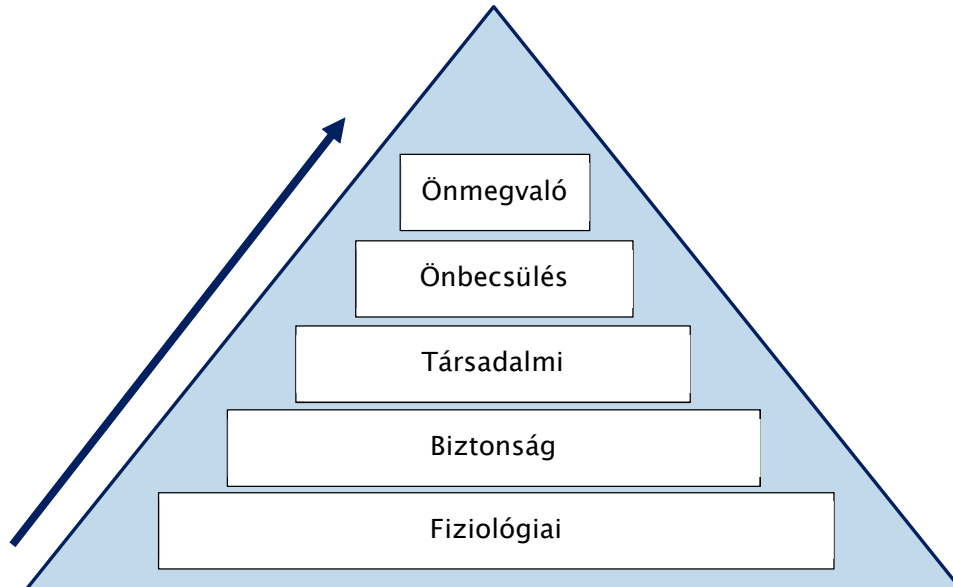 Önmegvaló
Önbecsülés
Társadalmi
Biztonság
Fiziológiai